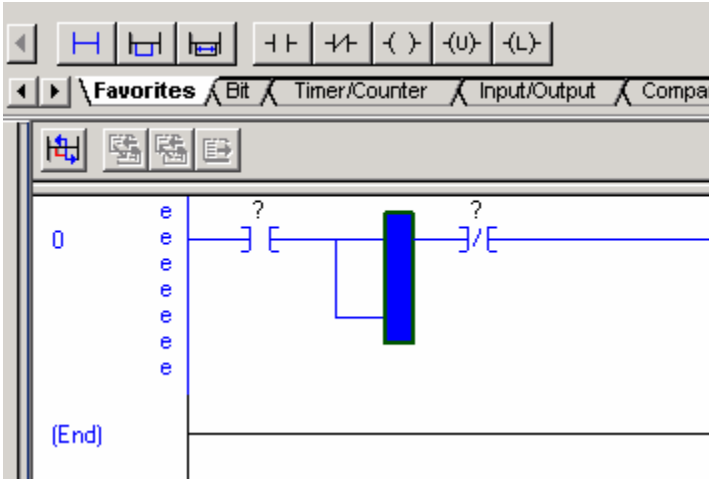 (U) (L)
Favorites Bit Timer/Counter Input/Output Compa
e ? ?
0 e
e
e
e
e
e
(End)